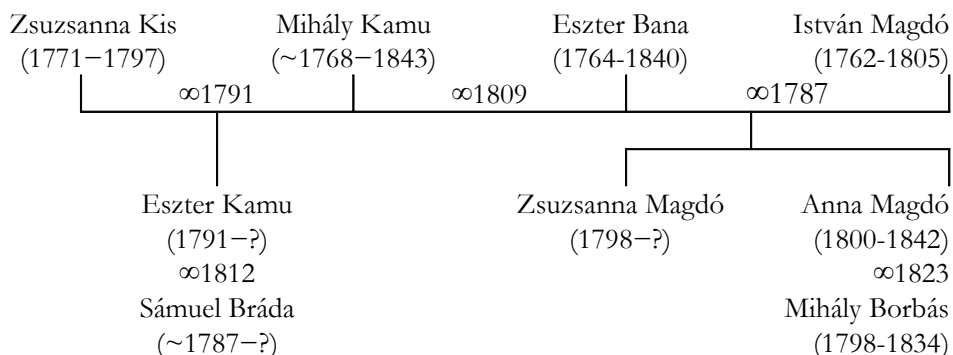 Zsuzsanna Kis Mihály Kamu Eszter Bana István Magdó
(1771−1797) (~1768−1843) (1764-1840) (1762-1805)
∞1791 ∞1809 ∞1787
Eszter Kamu Zsuzsanna Magdó Anna Magdó
(1791−?) (1798−?) (1800-1842)
∞1812 ∞1823
Sámuel Bráda Mihály Borbás
(~1787−?) (1798-1834)